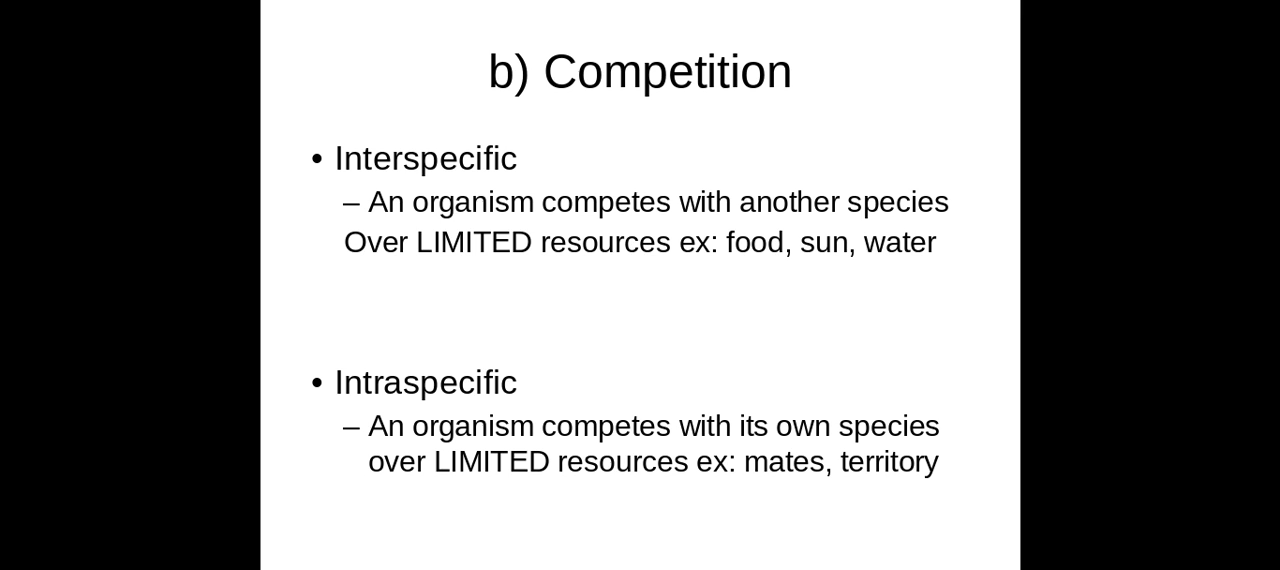 b) Competition
• Interspecific
– An organism competes with another species
Over LIMITED resources ex: food, sun, water
• Intraspecific
– An organism competes with its own species
over LIMITED resources ex: mates, territory